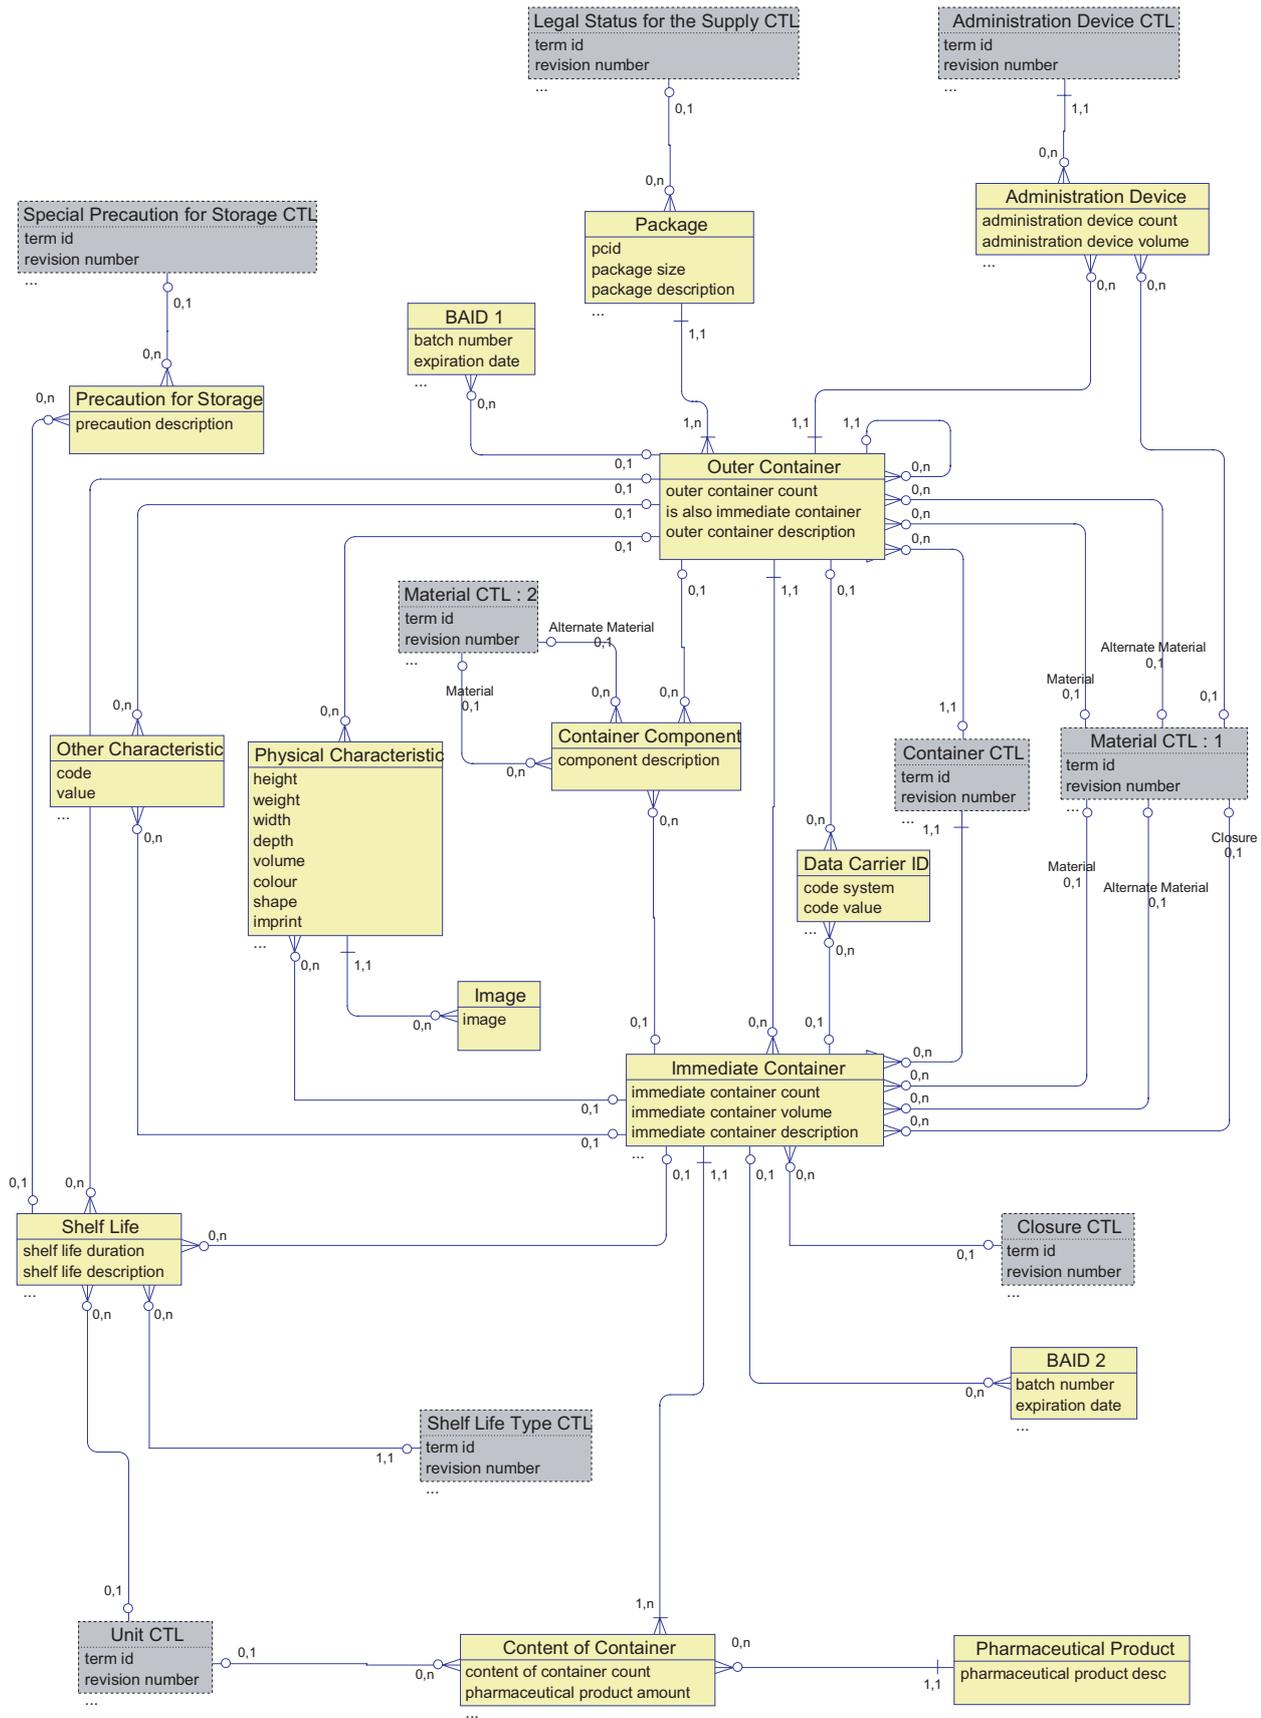 Legal Status for the Supply CTL
term id
revision number
...
0,1
0,n
Administration Device CTL
term id
revision number
...
1,1
0,n
Administration Device
administration device count
administration device volume
...
0,n
0,n
Special Precaution for Storage CTL
term id
revision number
...
0,1
0,n
Package
pcid
package size
package description
...
1,1
1,n
BAID 1
batch number
expiration date
...
0,n
0,1
0,n
Precaution for Storage
precaution description
1,1
1,1
0,n
Outer Container
outer container count
is also immediate container
outer container description
0,1
0,1
0,1
0,n
0,n
0,n
0,1
1,1
0,1
Material CTL : 2
term id
revision number
...
Alternate Material
0,1
Material
0,1
0,n
0,n
0,n
Container Component
component description
0,n
Material
0,1
Alternate Material
0,1
0,1
1,1
Container CTL
term id
revision number
...
1,1
Material CTL : 1
term id
revision number
...
Closure
0,1
Material
0,1
Alternate Material
0,1
0,n
Other Characteristic
code
value
...
0,n
0,n
Physical Characteristic
height
weight
width
depth
volume
colour
shape
imprint
...
0,n
1,1
0,n
Image
image
0,n
Data Carrier ID
code system
code value
...
0,n
0,1
0,n
0,1
0,n
Immediate Container
immediate container count
immediate container volume
immediate container description
...
0,n
0,n
0,n
0,1
0,1
0,1
1,1
0,1
0,n
0,1
0,n
Shelf Life
shelf life duration
shelf life description
...
0,n
0,n
0,n
Closure CTL
term id
revision number
...
0,1
BAID 2
batch number
expiration date
...
0,n
Shelf Life Type CTL
term id
revision number
...
1,1
0,1
Unit CTL
term id
revision number
...
0,1
0,n
1,n
Content of Container
content of container count
pharmaceutical product amount
...
0,n
1,1
Pharmaceutical Product
pharmaceutical product desc